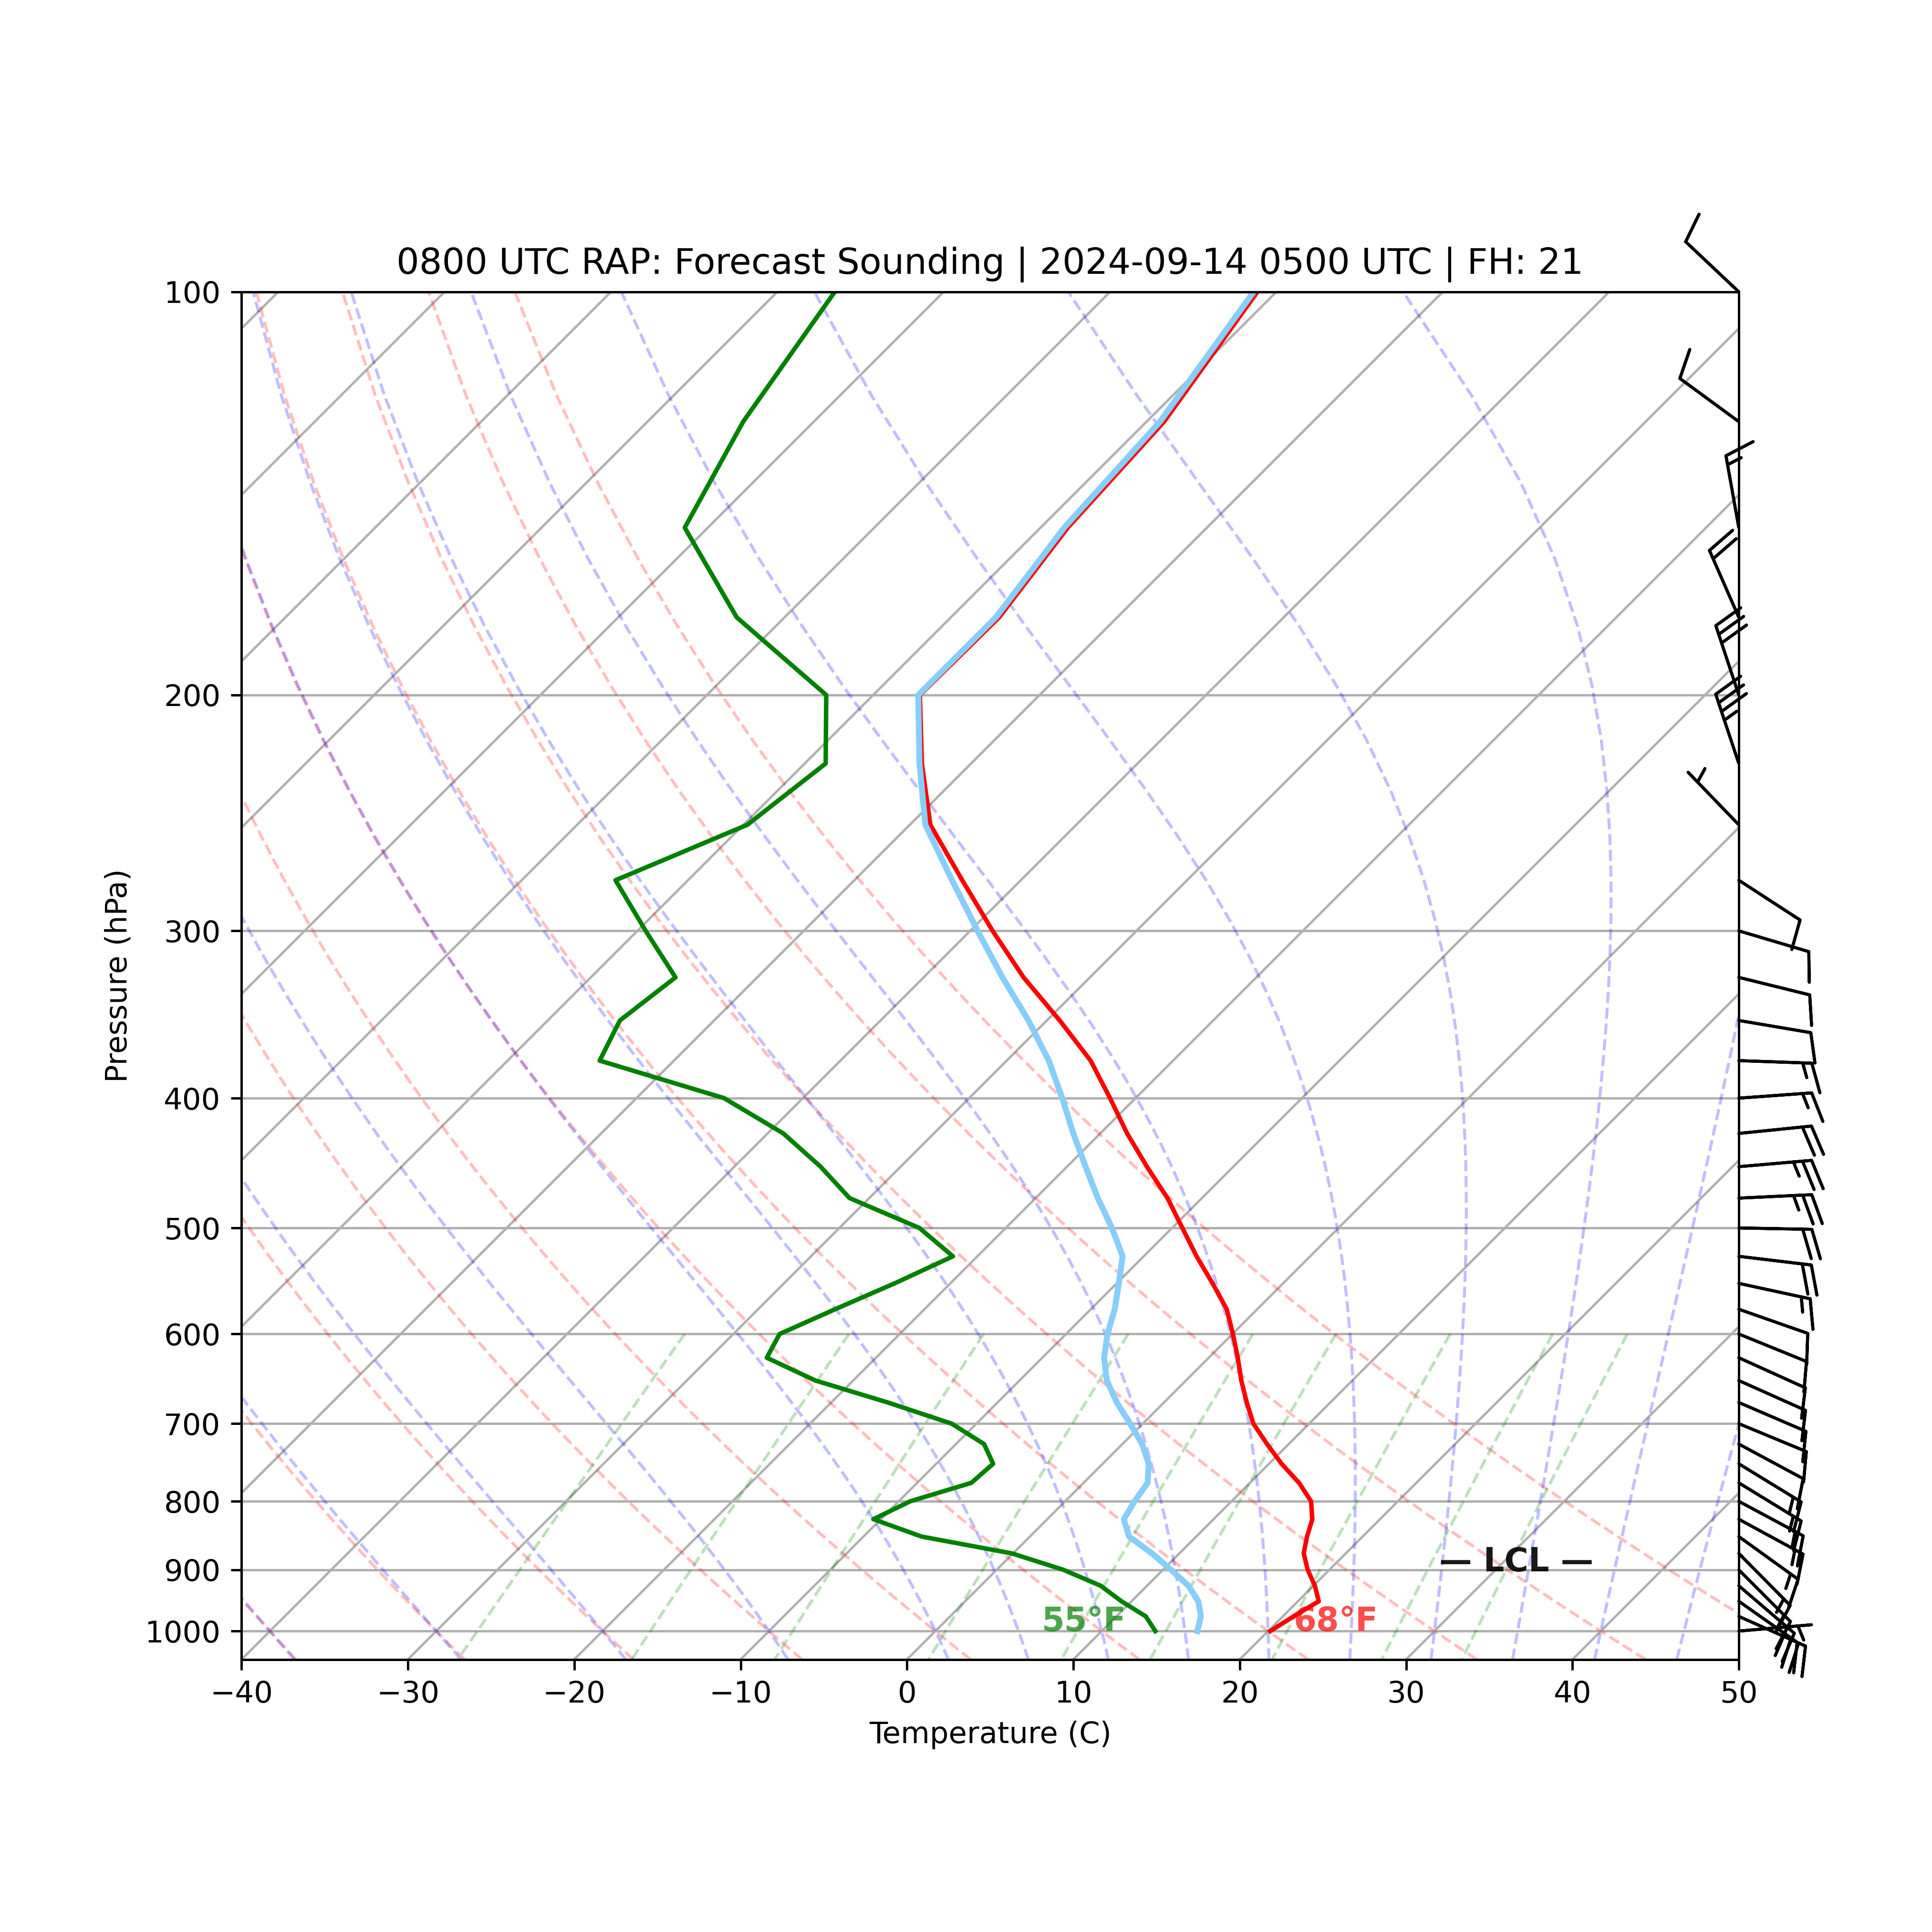 0800 UTC RAP: Forecast Sounding | 2024-09-14 0500 UTC | FH: 21
100
200
300
400
500
600
700
800
900
1000
Pressure (hPa)
— LCL —
55°F
68°F
−40 −30 −20 −10 0 10 20 30 40 50
Temperature (C)